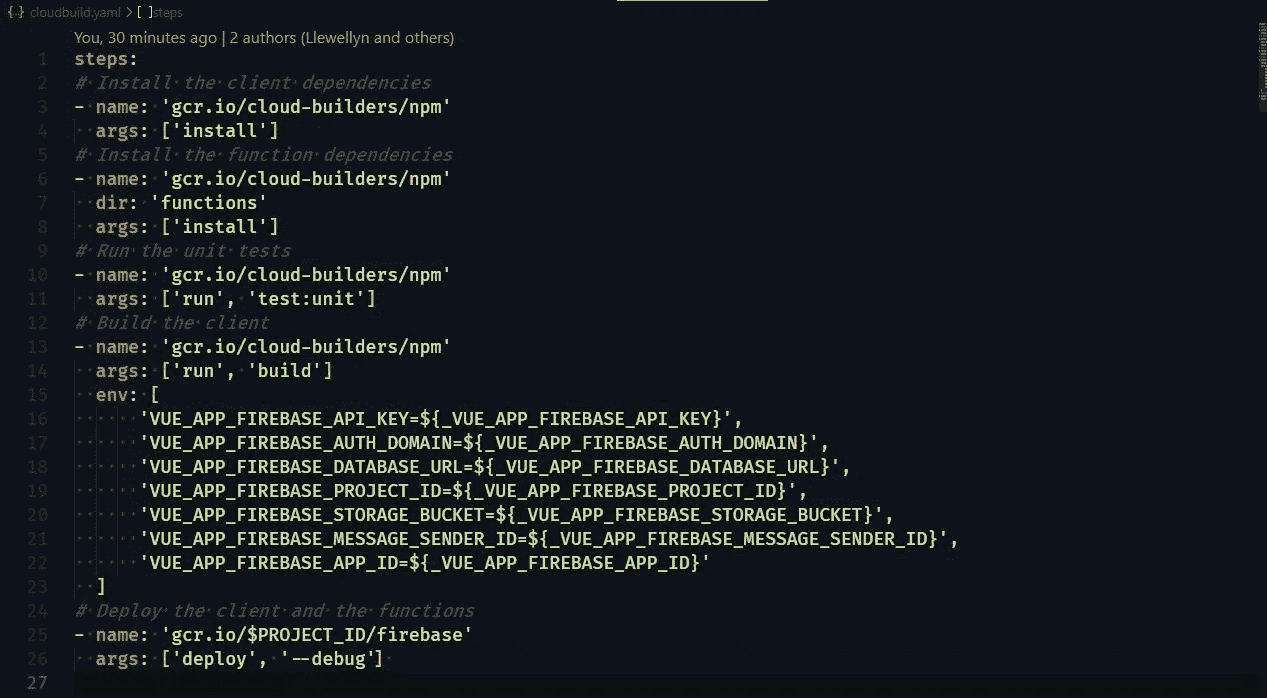 {..} cloudbuild.yaml > [ ]steps
You, 30 minutes ago | 2 authors (Llewellyn and others)
1 steps:
2 # Install the client dependencies
3 - name: 'gcr.io/cloud-builders/npm'
4   args: ['install']
5 # Install the function dependencies
6 - name: 'gcr.io/cloud-builders/npm'
7   dir: 'functions'
8   args: ['install']
9 # Run the unit tests
10 - name: 'gcr.io/cloud-builders/npm'
11   args: ['run', 'test:unit']
12 # Build the client
13 - name: 'gcr.io/cloud-builders/npm'
14   args: ['run', 'build']
15   env: [
16       'VUE_APP_FIREBASE_API_KEY=${_VUE_APP_FIREBASE_API_KEY}',
17       'VUE_APP_FIREBASE_AUTH_DOMAIN=${_VUE_APP_FIREBASE_AUTH_DOMAIN}',
18       'VUE_APP_FIREBASE_DATABASE_URL=${_VUE_APP_FIREBASE_DATABASE_URL}',
19       'VUE_APP_FIREBASE_PROJECT_ID=${_VUE_APP_FIREBASE_PROJECT_ID}',
20       'VUE_APP_FIREBASE_STORAGE_BUCKET=${_VUE_APP_FIREBASE_STORAGE_BUCKET}',
21       'VUE_APP_FIREBASE_MESSAGE_SENDER_ID=${_VUE_APP_FIREBASE_MESSAGE_SENDER_ID}',
22       'VUE_APP_FIREBASE_APP_ID=${_VUE_APP_FIREBASE_APP_ID}'
23   ]
24 # Deploy the client and the functions
25 - name: 'gcr.io/$PROJECT_ID/firebase'
26   args: ['deploy', '--debug']
27